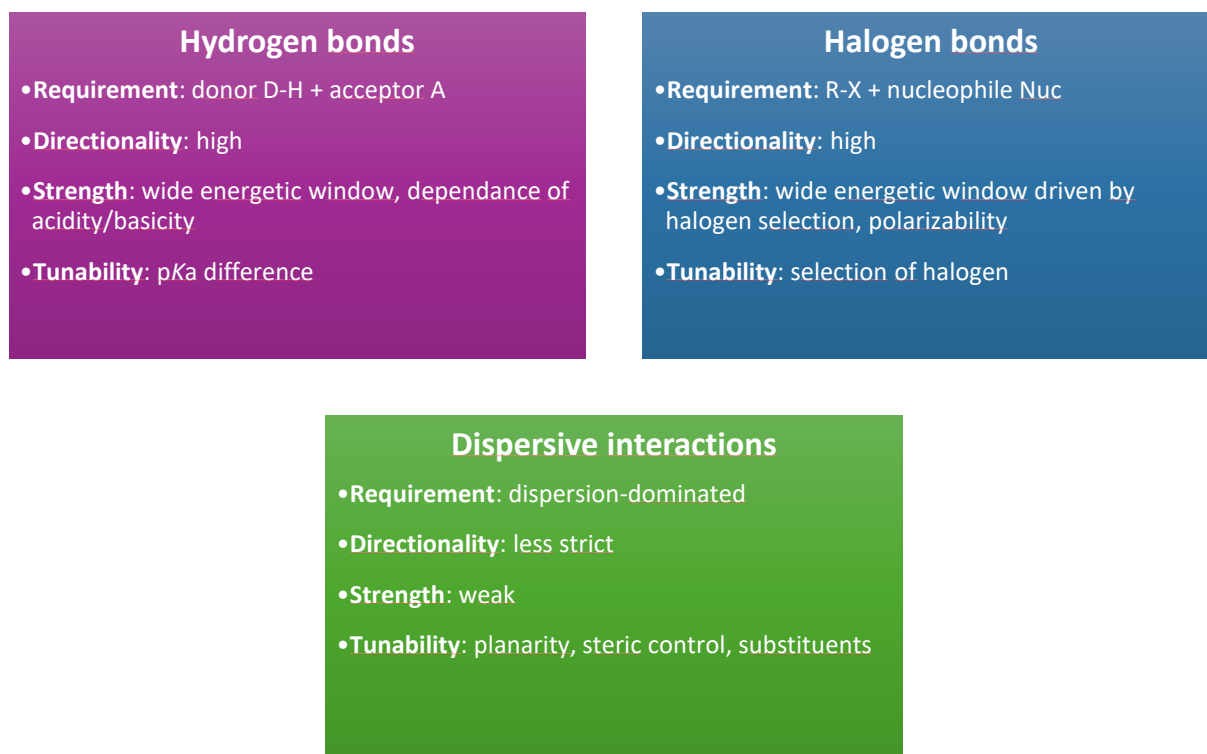 Hydrogen bonds
•Requirement: donor D-H + acceptor A
•Directionality: high
•Strength: wide energetic window, dependance of
acidity/basicity
•Tunability: pKa difference
Halogen bonds
•Requirement: R-X + nucleophile Nuc
•Directionality: high
•Strength: wide energetic window driven by
halogen selection, polarizability
•Tunability: selection of halogen
Dispersive interactions
•Requirement: dispersion-dominated
•Directionality: less strict
•Strength: weak
•Tunability: planarity, steric control, substituents